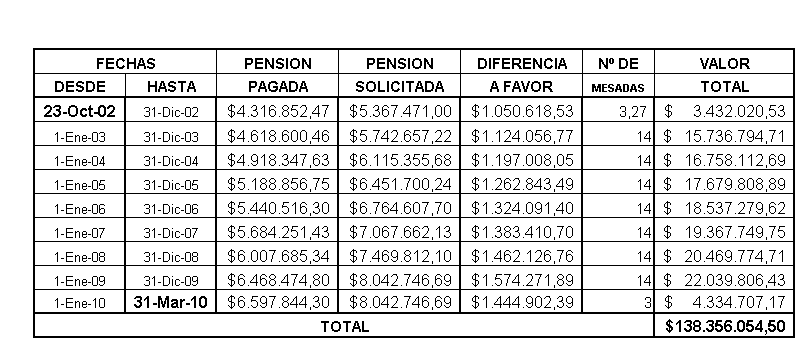 FECHAS PENSION PENSION DIFERENCIA Nº DE VALOR
DESDE HASTA PAGADA SOLICITADA A FAVOR MESADAS TOTAL
23-Oct-02 31-Dic-02 $4.316.852,47 $5.367.471,00 $1.050.618,53 3,27 $ 3.432.020,53
1-Ene-03 31-Dic-03 $4.618.600,46 $5.742.657,22 $1.124.056,77 14 $ 15.736.794,71
1-Ene-04 31-Dic-04 $4.918.347,63 $6.115.355,68 $1.197.008,05 14 $ 16.758.112,69
1-Ene-05 31-Dic-05 $5.188.856,75 $6.451.700,24 $1.262.843,49 14 $ 17.679.808,89
1-Ene-06 31-Dic-06 $5.440.516,30 $6.764.607,70 $1.324.091,40 14 $ 18.537.279,62
1-Ene-07 31-Dic-07 $5.684.251,43 $7.067.662,13 $1.383.410,70 14 $ 19.367.749,75
1-Ene-08 31-Dic-08 $6.007.685,34 $7.469.812,10 $1.462.126,76 14 $ 20.469.774,71
1-Ene-09 31-Dic-09 $6.468.474,80 $8.042.746,69 $1.574.271,89 14 $ 22.039.806,43
1-Ene-10 31-Mar-10 $6.597.844,30 $8.042.746,69 $1.444.902,39 3 $ 4.334.707,17
TOTAL $138.356.054,50